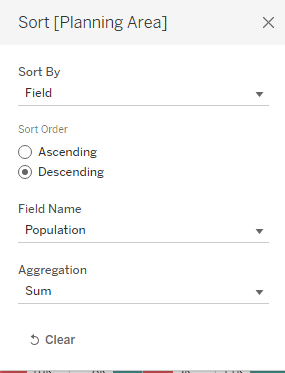 Sort [Planning Area]
Sort By
Field
Sort Order
Ascending
Descending
Field Name
Population
Aggregation
Sum
Clear